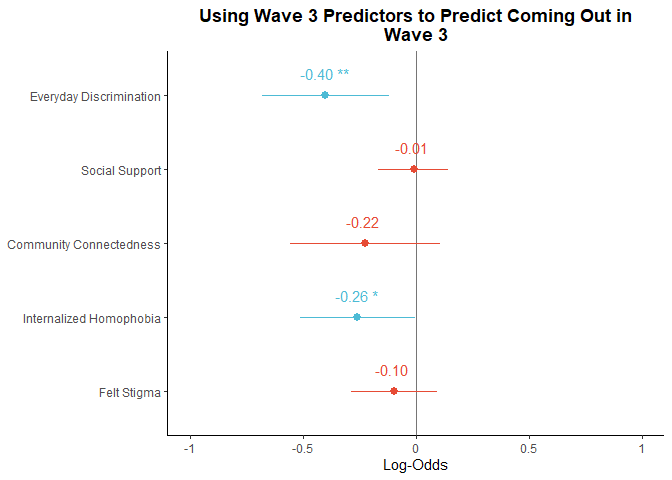 Using Wave 3 Predictors to Predict Coming Out in
Wave 3
Everyday Discrimination
-0.40 **
Social Support
-0.01
Community Connectedness
-0.22
Internalized Homophobia
-0.26 *
Felt Stigma
-0.10
-1
-0.5
0
0.5
1
Log-Odds